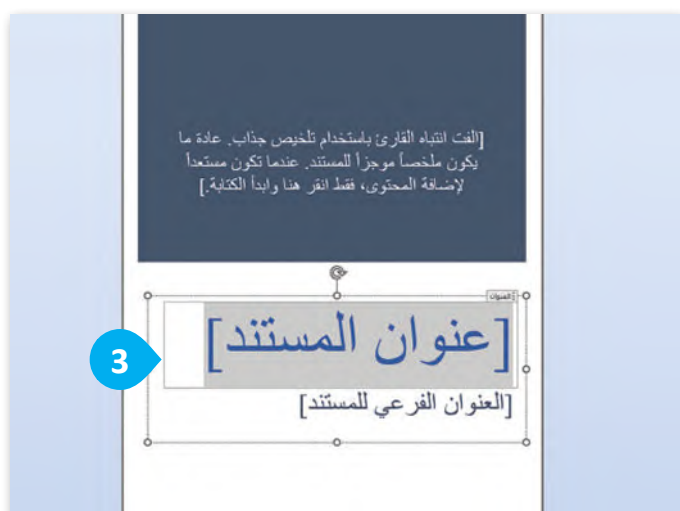 [الفت انتباه القارئ باستخدام تلخيص جذاب. عادة ما
يكون ملخصاً موجزاً للمستند. عندما تكون مستعداً
لإضافة المحتوى، فقط انقر هنا وابدأ الكتابة.]
العنوان
[عنوان المستند]
3
[العنوان الفرعي للمستند]